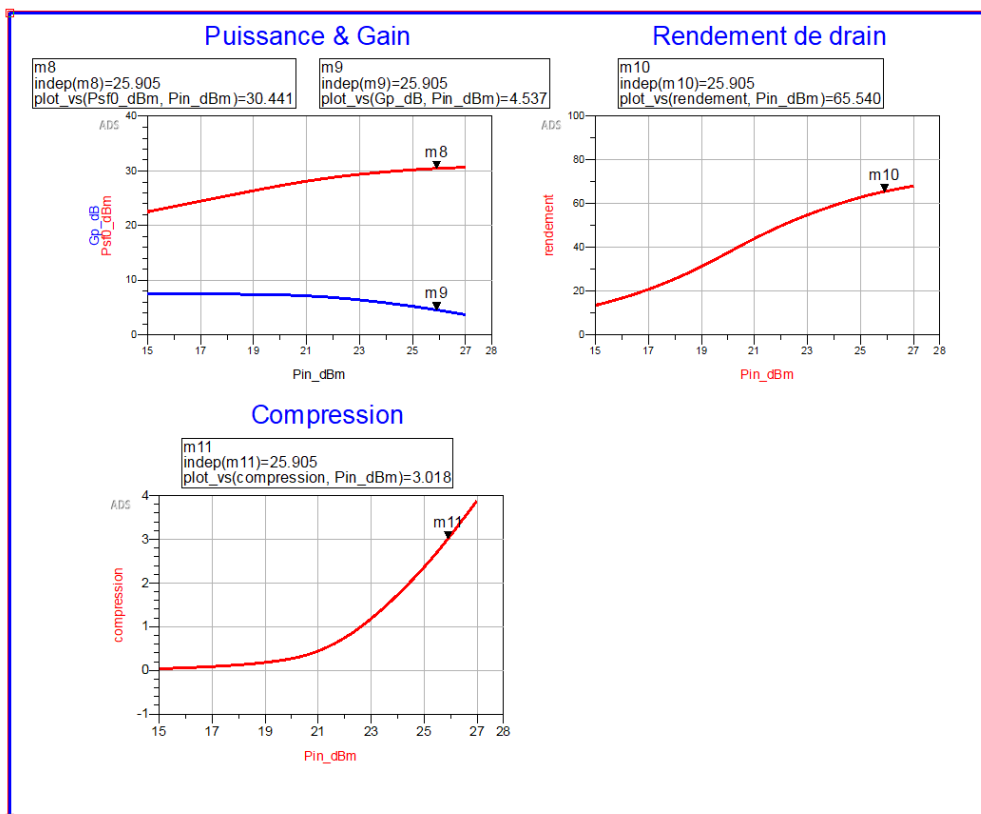 Puissance & Gain
m8
indep(m8)=25.905
plot_vs(Psf0_dBm, Pin_dBm)=30.441
m9
indep(m9)=25.905
plot_vs(Gp_dB, Pin_dBm)=4.537
ADS
40
30
20
10
0
Gp_dB
Psf0_dBm
m8
m9
15 17 19 21 23 25 27 28
Pin_dBm
Rendement de drain
m10
indep(m10)=25.905
plot_vs(rendement, Pin_dBm)=65.540
ADS
100
80
60
40
20
0
rendement
m10
15 17 19 21 23 25 27 28
Pin_dBm
Compression
m11
indep(m11)=25.905
plot_vs(compression, Pin_dBm)=3.018
ADS
4
3
2
1
0
-1
compression
m11
15 17 19 21 23 25 27 28
Pin_dBm